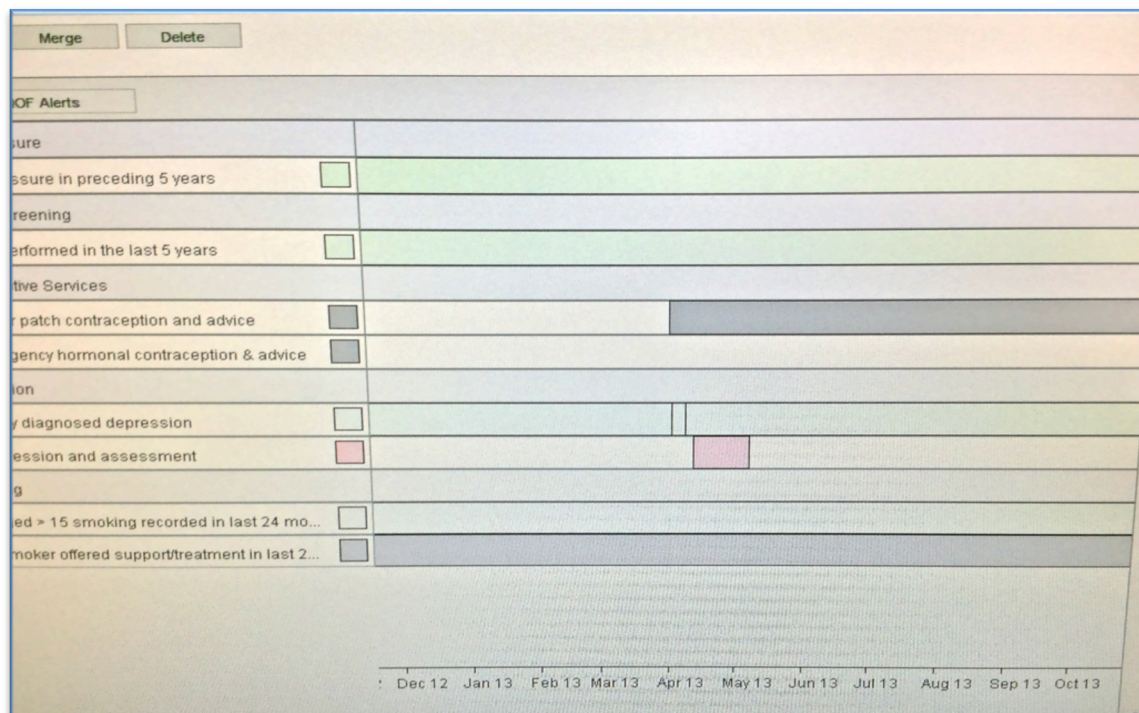 Merge Delete
OF Alerts
sure
ssure in preceding 5 years
reening
erformed in the last 5 years
tive Services
r patch contraception and advice
gency hormonal contraception & advice
ion
y diagnosed depression
ession and assessment
g
ed > 15 smoking recorded in last 24 mo...
moker offered support/treatment in last 2...
: Dec 12 Jan 13 Feb 13 Mar 13 Apr 13 May 13 Jun 13 Jul 13 Aug 13 Sep 13 Oct 13